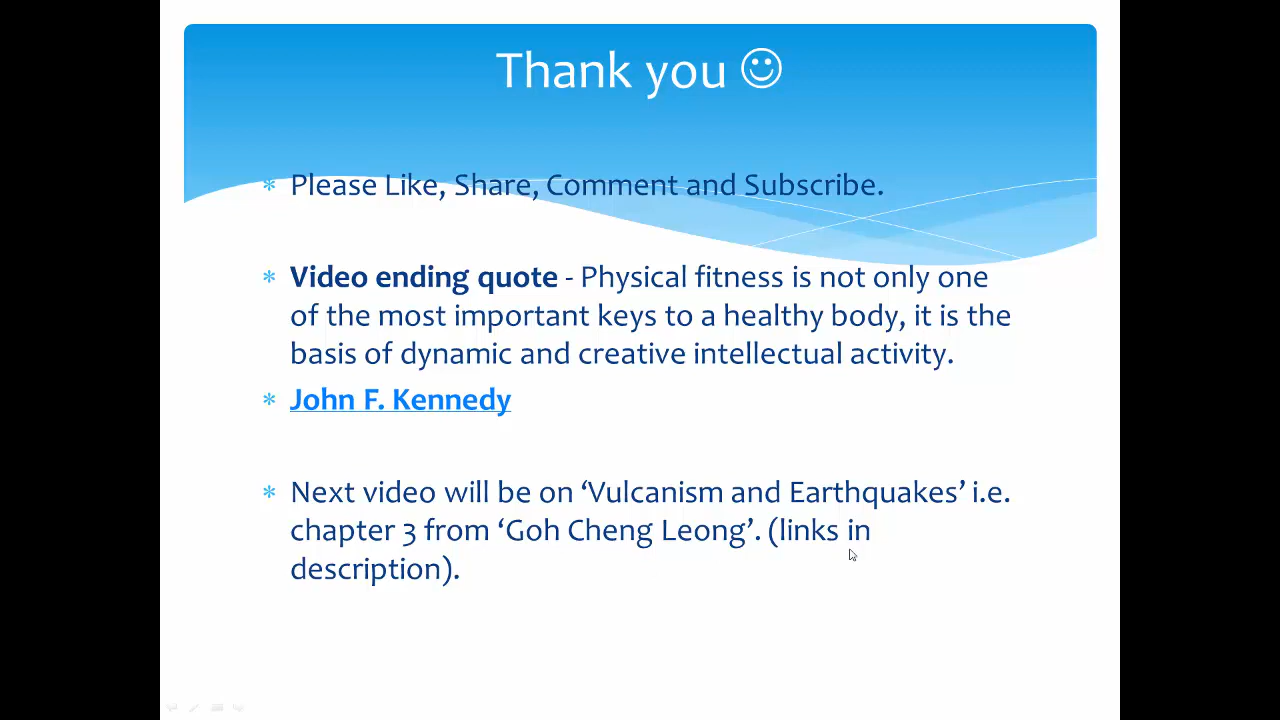 Thank you ☺
* Please Like, Share, Comment and Subscribe.
* Video ending quote - Physical fitness is not only one
of the most important keys to a healthy body, it is the
basis of dynamic and creative intellectual activity.
* John F. Kennedy
* Next video will be on ‘Vulcanism and Earthquakes’ i.e.
chapter 3 from ‘Goh Cheng Leong’. (links in
description).